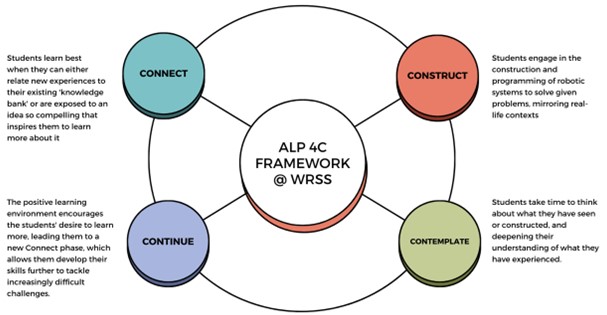 Students learn best
when they can either
relate new experiences to
their existing 'knowledge
bank' or are exposed to an
idea so compelling that
inspires them to learn
more about it
CONNECT
CONSTRUCT
Students engage in the
construction and
programming of robotic
systems to solve given
problems, mirroring real-
life contexts
ALP 4C
FRAMEWORK
@ WRSS
The positive learning
environment encourages
the students' desire to learn
more, leading them to a
new Connect phase, which
allows them develop their
skills further to tackle
increasingly difficult
challenges.
CONTINUE
CONTEMPLATE
Students take time to think
about what they have seen
or constructed, and
deepening their
understanding of what they
have experienced.